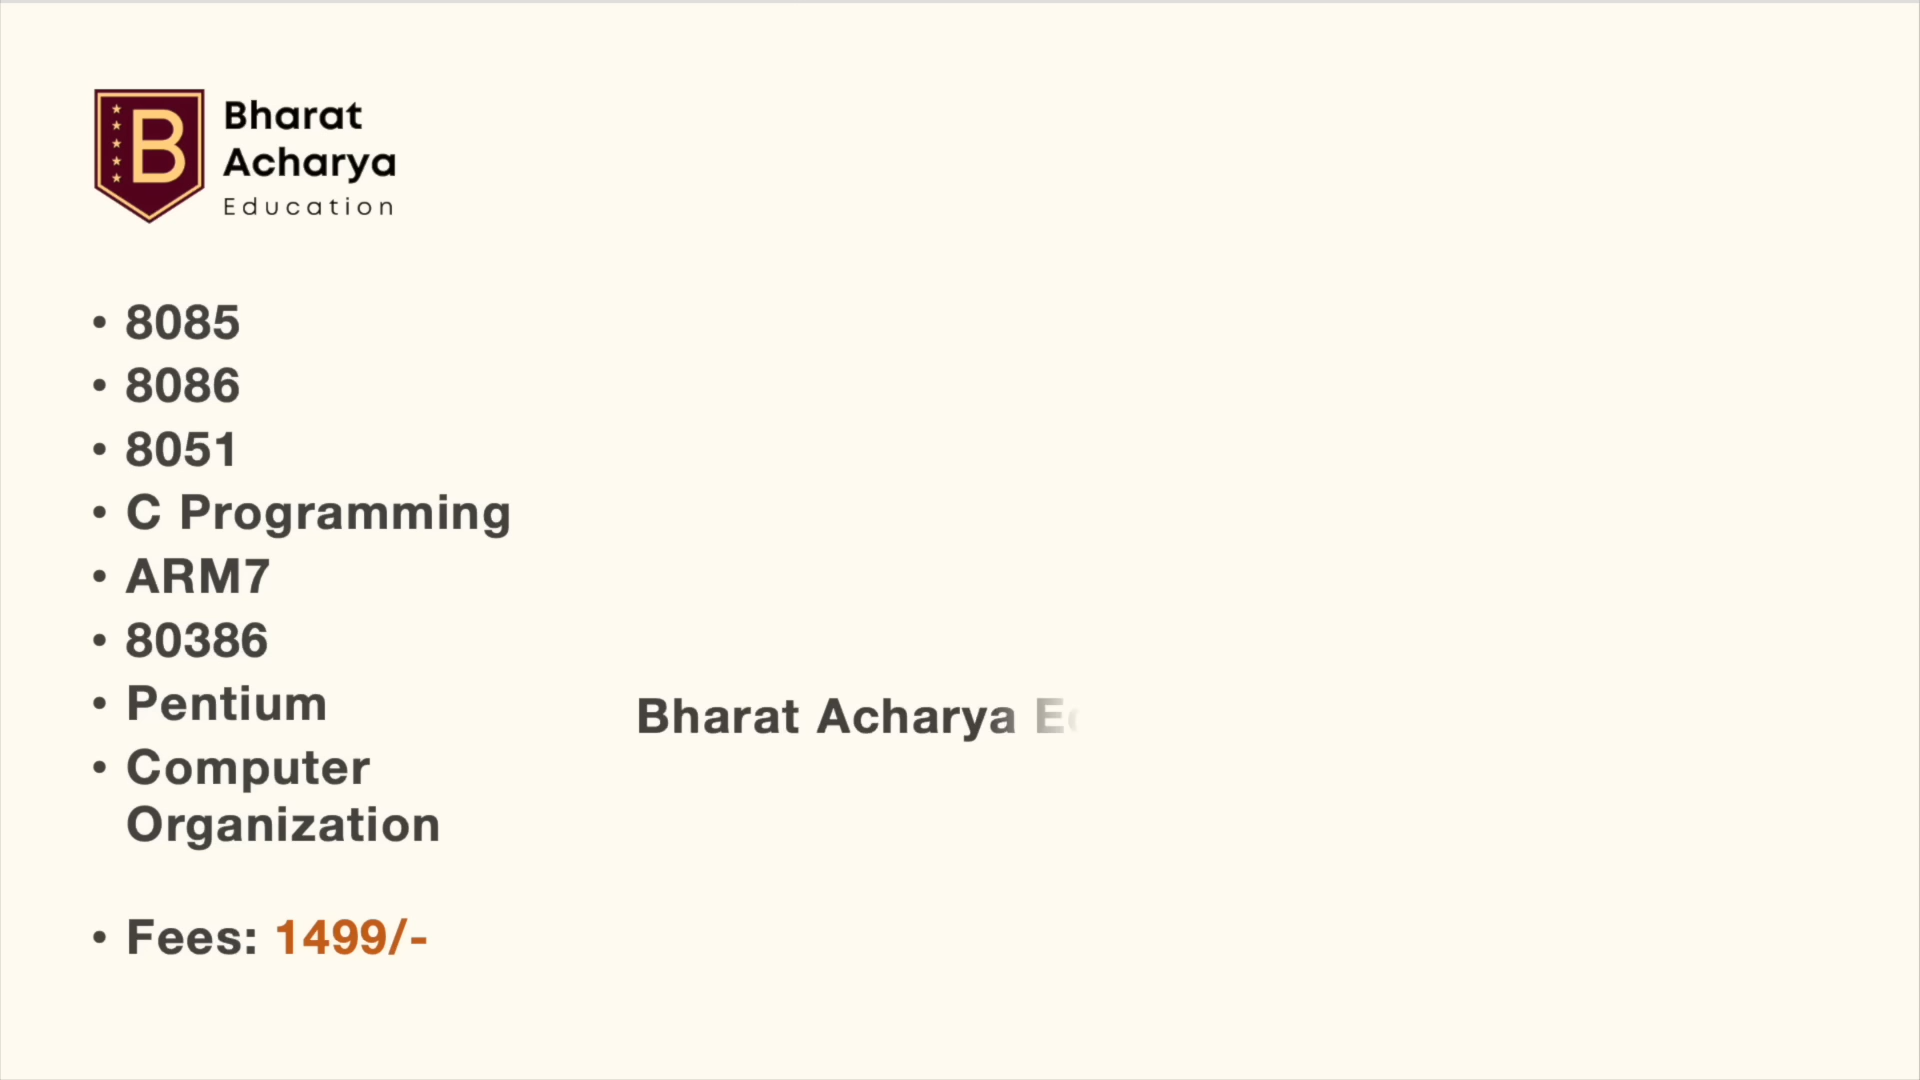 B
Bharat
Acharya
Education
• 8085
• 8086
• 8051
• C Programming
• ARM7
• 80386
• Pentium
• Computer
Organization
• Fees: 1499/-
Bharat Acharya